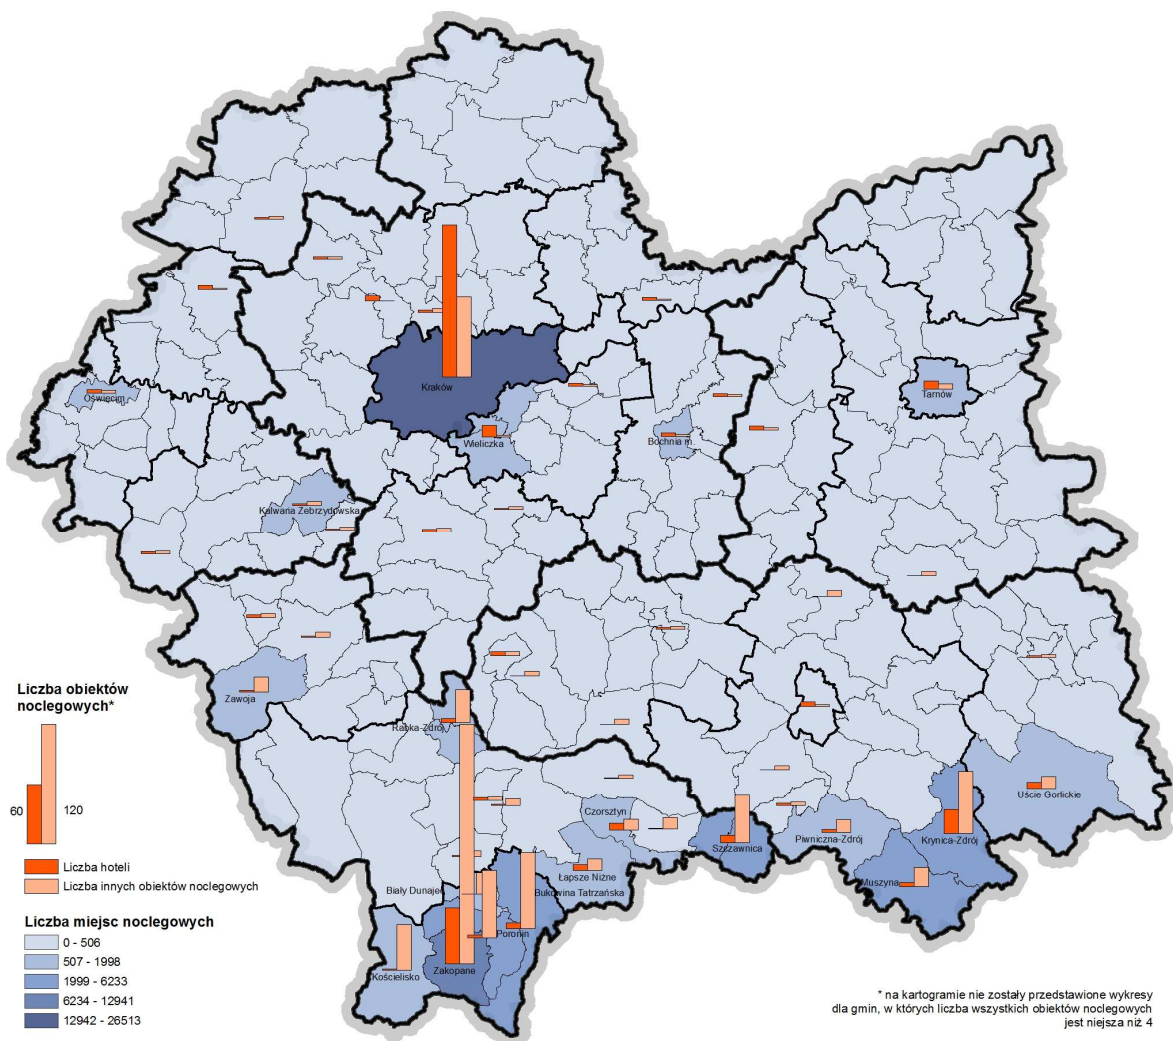 Kraków
Oświęcim
Tarnów
Wieliczka
Bochnia m.
Kalwaria Zebrzydowska
Zawoja
Rabka-Zdrój
Uście Gorlickie
Czorsztyn
Szczawnica
Piwniczna-Zdrój
Krynica-Zdrój
Łapsze Niżne
Muszyna
Biały Dunajec
Bukowina Tatrzańska
Poronin
Kościelisko
Zakopane
Liczba obiektów
noclegowych*
60
120
Liczba hoteli
Liczba innych obiektów noclegowych
Liczba miejsc noclegowych
0 - 506
507 - 1998
1999 - 6233
6234 - 12941
12942 - 26513
* na kartogramie nie zostały przedstawione wykresy
dla gmin, w których liczba wszystkich obiektów noclegowych
jest niejsza niż 4